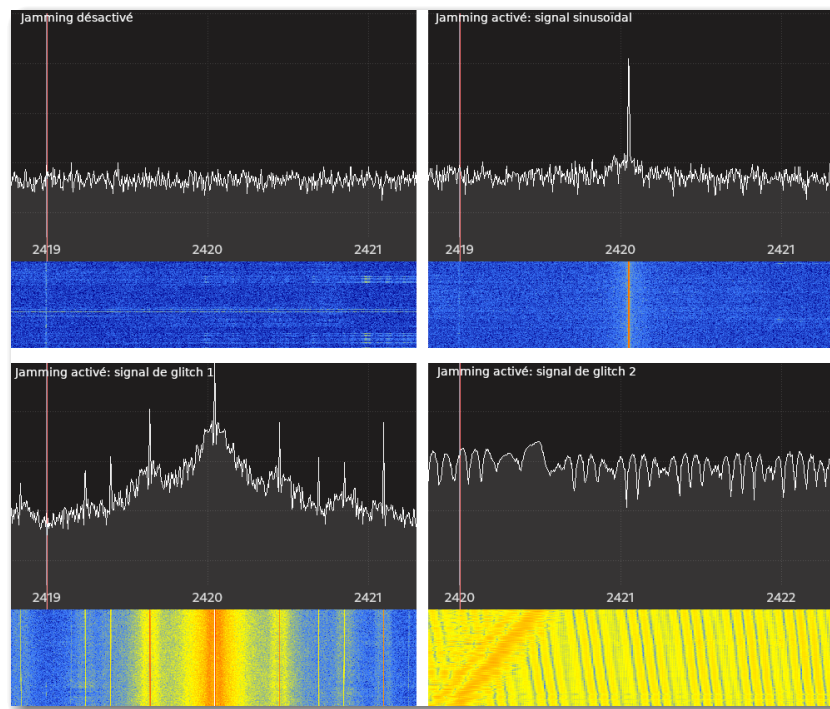 Jamming désactivé
2419 2420 2421
Jamming activé: signal sinusoïdal
2419 2420 2421
Jamming activé: signal de glitch 1
2419 2420 2421
Jamming activé: signal de glitch 2
2420 2421 2422